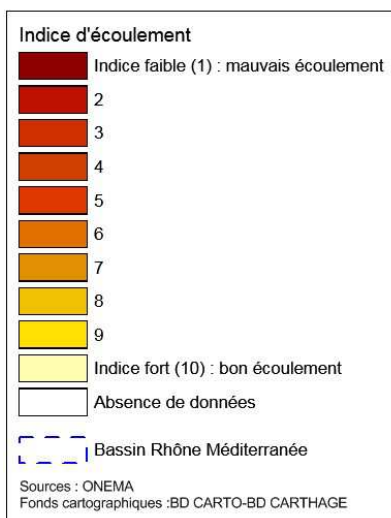 Indice d'écoulement
Indice faible (1) : mauvais écoulement
2
3
4
5
6
7
8
9
Indice fort (10) : bon écoulement
Absence de données
Bassin Rhône Méditerranée
Sources : ONEMA
Fonds cartographiques :BD CARTO-BD CARTHAGE